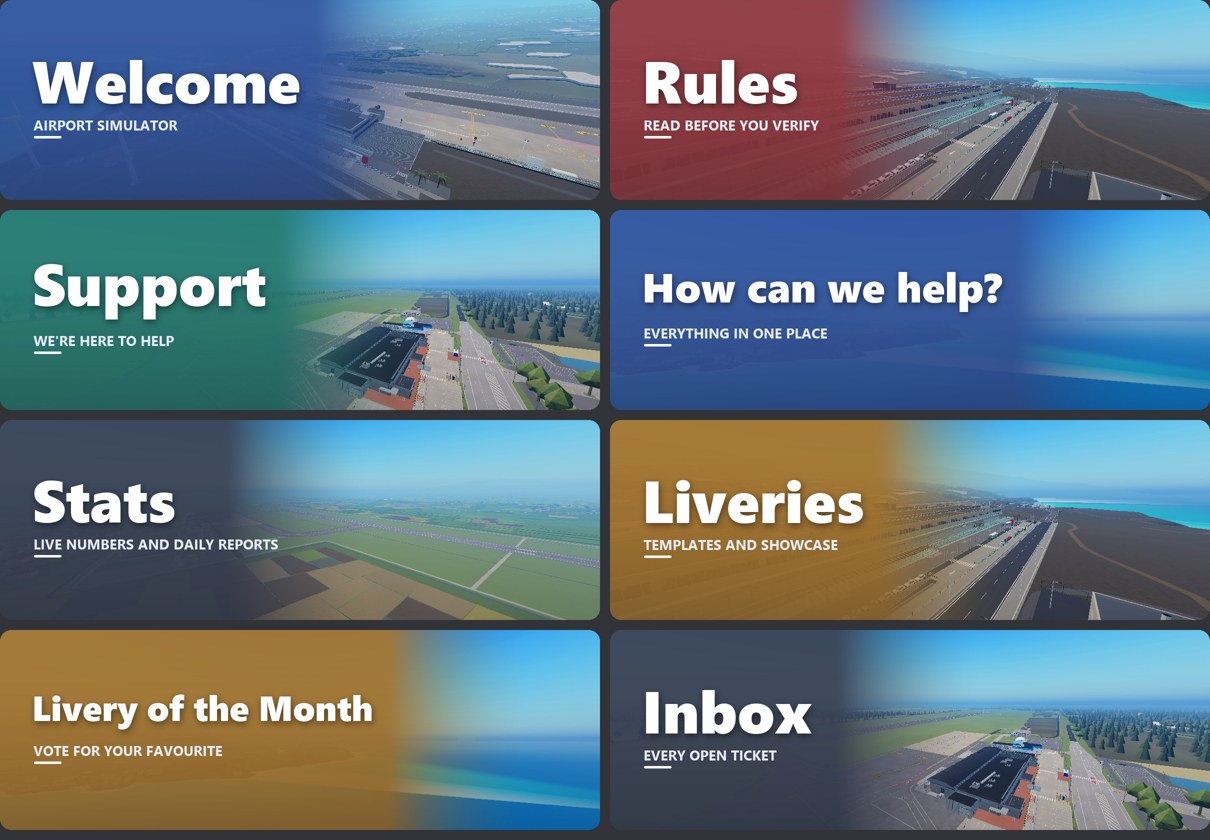 Welcome
AIRPORT SIMULATOR
Rules
READ BEFORE YOU VERIFY
Support
WE'RE HERE TO HELP
How can we help?
EVERYTHING IN ONE PLACE
Stats
LIVE NUMBERS AND DAILY REPORTS
Liveries
TEMPLATES AND SHOWCASE
Livery of the Month
VOTE FOR YOUR FAVOURITE
Inbox
EVERY OPEN TICKET